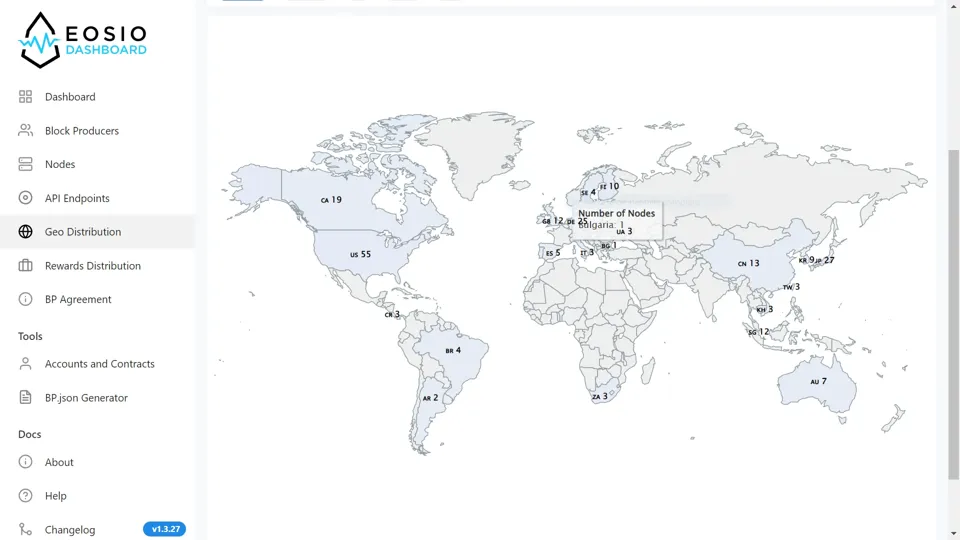 EOSIO
DASHBOARD
Dashboard
Block Producers
Nodes
API Endpoints
Geo Distribution
Rewards Distribution
BP Agreement
Tools
Accounts and Contracts
BP.json Generator
Docs
About
Help
Changelog
v1.3.27
CA 19
US 55
CR 3
BR 4
AR 2
SE 4
FI 10
GB 12
DE 25
Number of Nodes
Bulgaria: 1
UA 3
BG 1
ES 5
IT 3
CN 13
KR 9
JP 27
TW 3
KH 3
SG 12
AU 7
ZA 3